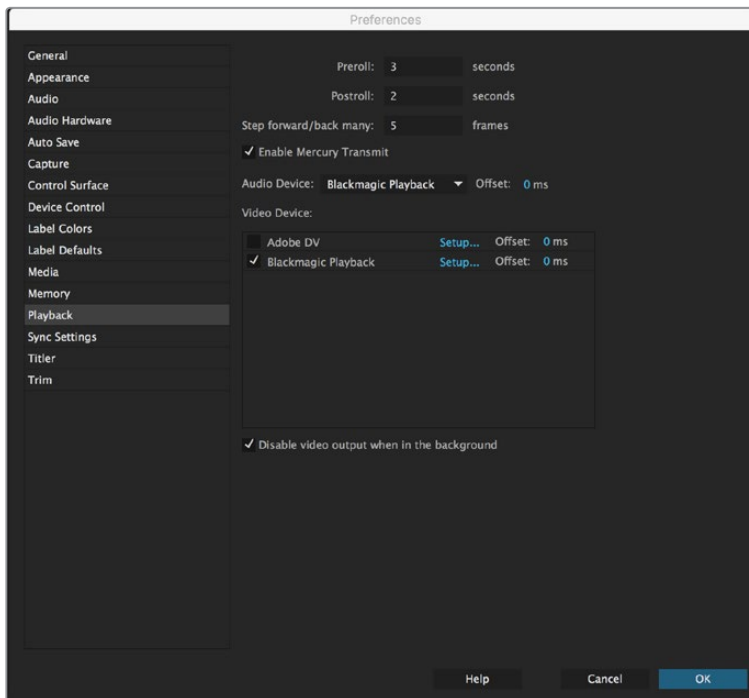 Preferences
General
Appearance
Audio
Audio Hardware
Auto Save
Capture
Control Surface
Device Control
Label Colors
Label Defaults
Media
Memory
Playback
Sync Settings
Titler
Trim
Preroll: 3 seconds
Postroll: 2 seconds
Step forward/back many: 5 frames
Enable Mercury Transmit
Audio Device: Blackmagic Playback Offset: 0 ms
Video Device:
Adobe DV Setup... Offset: 0 ms
Blackmagic Playback Setup... Offset: 0 ms
Disable video output when in the background
Help Cancel OK